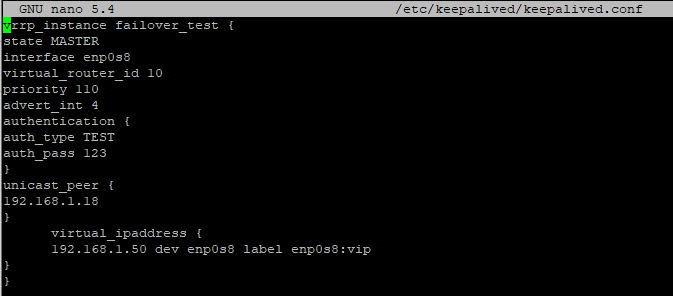 GNU nano 5.4 /etc/keepalived/keepalived.conf
vrrp_instance failover_test {
state MASTER
interface enp0s8
virtual_router_id 10
priority 110
advert_int 4
authentication {
auth_type TEST
auth_pass 123
}
unicast_peer {
192.168.1.18
}
virtual_ipaddress {
192.168.1.50 dev enp0s8 label enp0s8:vip
}
}